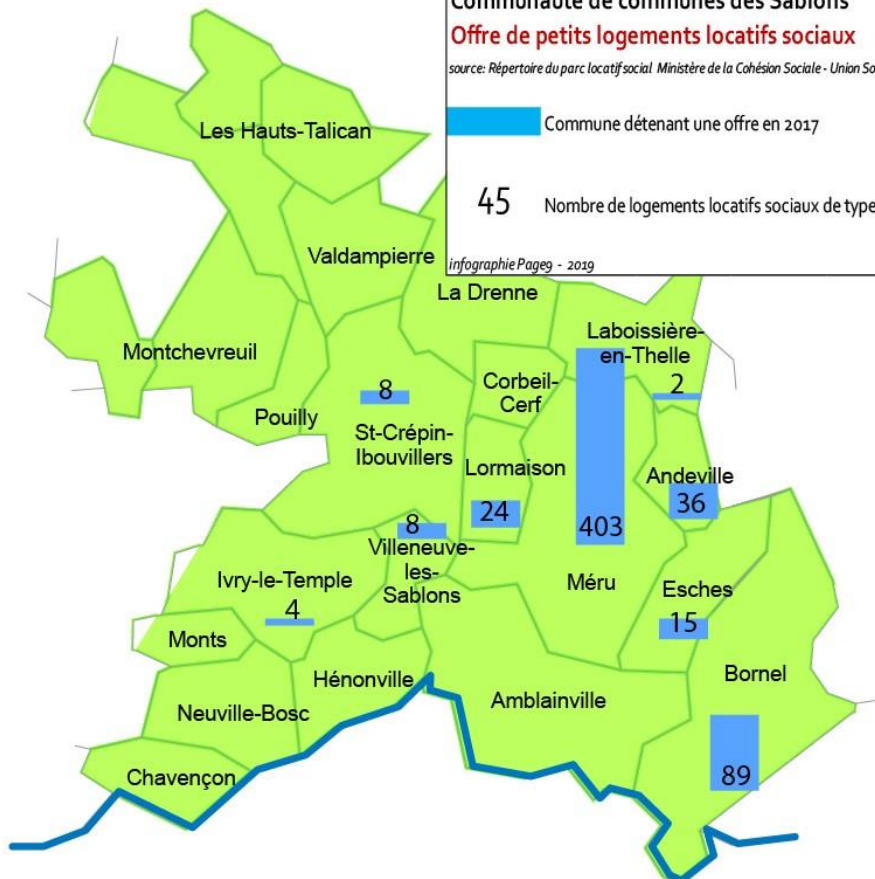 Communauté de communes des Sablons
Offre de petits logements locatifs sociaux
source: Répertoire du parc locatif social Ministère de la Cohésion Sociale - Union So
Commune détenant une offre en 2017
45 Nombre de logements locatifs sociaux de type
infographie Page9 - 2019
Les Hauts-Talican
Valdampierre
La Drenne
Laboissière-
en-Thelle
2
Montchevreuil
Corbeil-
Cerf
8
Pouilly
St-Crépin-
Ibouvillers
Lormaison
24
Andeville
36
403
Méru
8
Villeneuve-
les-
Sablons
Ivry-le-Temple
4
Esches
15
Monts
Hénonville
Bornel
89
Neuville-Bosc
Amblainville
Chavençon